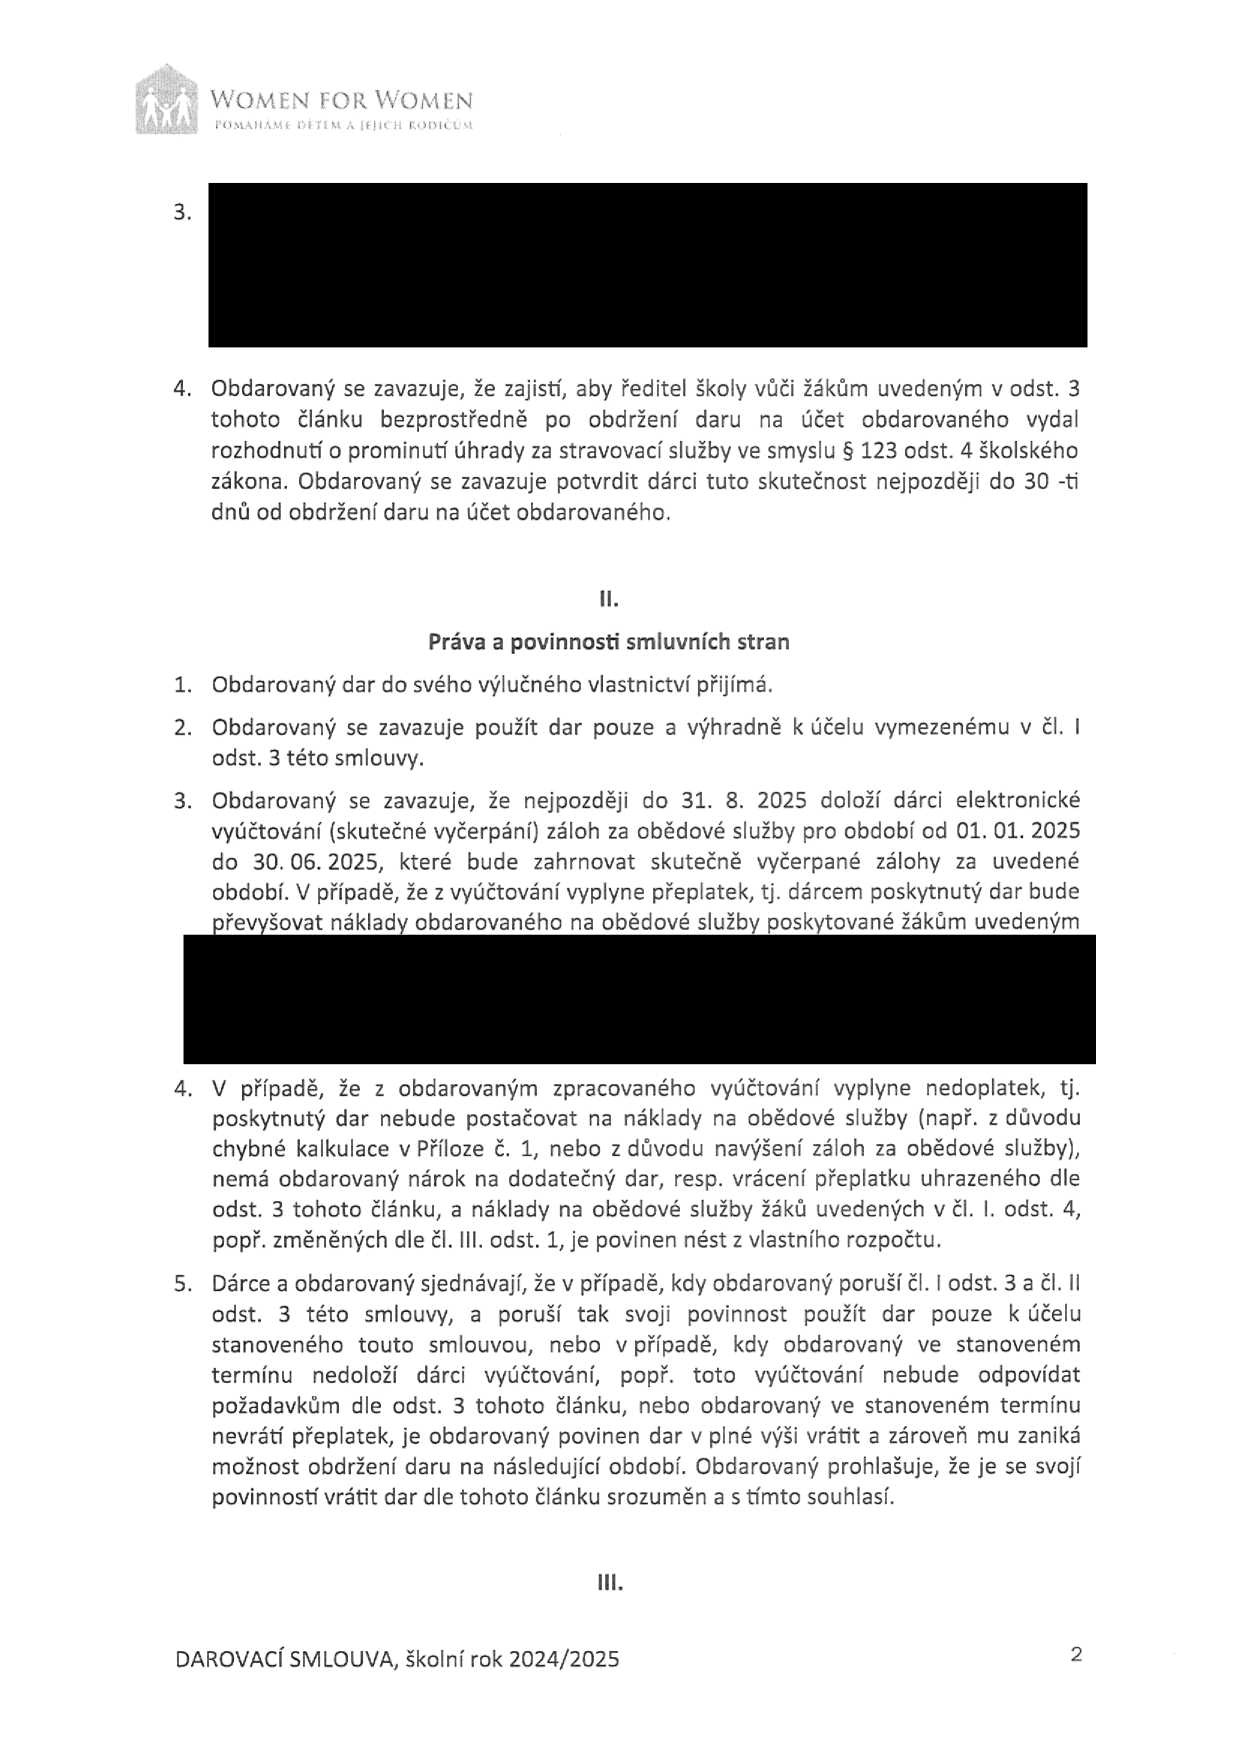 WOMEN FOR WOMEN
POMÁHÁME DĚTEM A JEJICH RODIČŮM
3.
4. Obdarovaný se zavazuje, že zajistí, aby ředitel školy vůči žákům uvedeným v odst. 3
tohoto článku bezprostředně po obdržení daru na účet obdarovaného vydal
rozhodnutí o prominutí úhrady za stravovací služby ve smyslu § 123 odst. 4 školského
zákona. Obdarovaný se zavazuje potvrdit dárci tuto skutečnost nejpozději do 30 -ti
dnů od obdržení daru na účet obdarovaného.
II.
Práva a povinnosti smluvních stran
1. Obdarovaný dar do svého výlučného vlastnictví přijímá.
2. Obdarovaný se zavazuje použít dar pouze a výhradně k účelu vymezenému v čl. I
odst. 3 této smlouvy.
3. Obdarovaný se zavazuje, že nejpozději do 31. 8. 2025 doloží dárci elektronické
vyúčtování (skutečné vyčerpání) záloh za obědové služby pro období od 01. 01. 2025
do 30. 06. 2025, které bude zahrnovat skutečně vyčerpané zálohy za uvedené
období. V případě, že z vyúčtování vyplyne přeplatek, tj. dárcem poskytnutý dar bude
převyšovat náklady obdarovaného na obědové služby poskytované žákům uvedeným
4. V případě, že z obdarovaným zpracovaného vyúčtování vyplyne nedoplatek, tj.
poskytnutý dar nebude postačovat na náklady na obědové služby (např. z důvodu
chybné kalkulace v Příloze č. 1, nebo z důvodu navýšení záloh za obědové služby),
nemá obdarovaný nárok na dodatečný dar, resp. vrácení přeplatku uhrazeného dle
odst. 3 tohoto článku, a náklady na obědové služby žáků uvedených v čl. I. odst. 4,
popř. změněných dle čl. III. odst. 1, je povinen nést z vlastního rozpočtu.
5. Dárce a obdarovaný sjednávají, že v případě, kdy obdarovaný poruší čl. I odst. 3 a čl. II
odst. 3 této smlouvy, a poruší tak svoji povinnost použít dar pouze k účelu
stanoveného touto smlouvou, nebo v případě, kdy obdarovaný ve stanoveném
termínu nedoloží dárci vyúčtování, popř. toto vyúčtování nebude odpovídat
požadavkům dle odst. 3 tohoto článku, nebo obdarovaný ve stanoveném termínu
nevrátí přeplatek, je obdarovaný povinen dar v plné výši vrátit a zároveň mu zaniká
možnost obdržení daru na následující období. Obdarovaný prohlašuje, že je se svojí
povinností vrátit dar dle tohoto článku srozuměn a s tímto souhlasí.
III.
DAROVACÍ SMLOUVA, školní rok 2024/2025
2